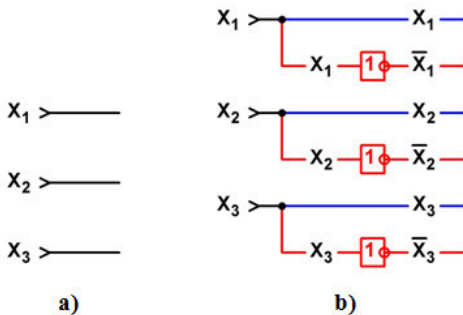 X₁ X₁
X₁ 1 X̅₁
X₁
X₂ X₂
X₂
X₂ 1 X̅₂
X₃ X₃
X₃
X₃ 1 X̅₃
a) b)